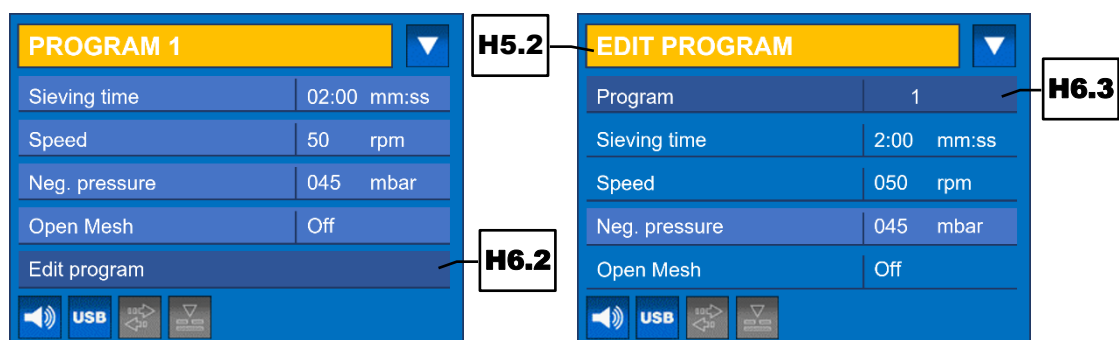 PROGRAM 1
Sieving time 02:00 mm:ss
Speed 50 rpm
Neg. pressure 045 mbar
Open Mesh Off
Edit program
USB
H6.2
H5.2
EDIT PROGRAM
Program 1
H6.3
Sieving time 2:00 mm:ss
Speed 050 rpm
Neg. pressure 045 mbar
Open Mesh Off
USB